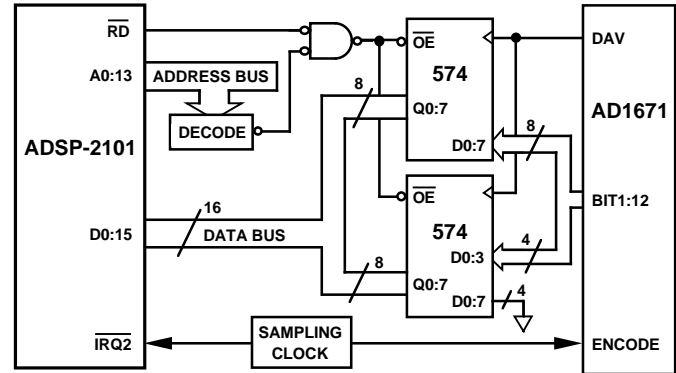 RD
A0:13
ADDRESS BUS
DECODE
ADSP-2101
D0:15
16
DATA BUS
IRQ2
SAMPLING
CLOCK
8
8
OE
574
Q0:7
D0:7
OE
574
D0:3
Q0:7
D0:7
8
4
4
DAV
AD1671
BIT1:12
ENCODE